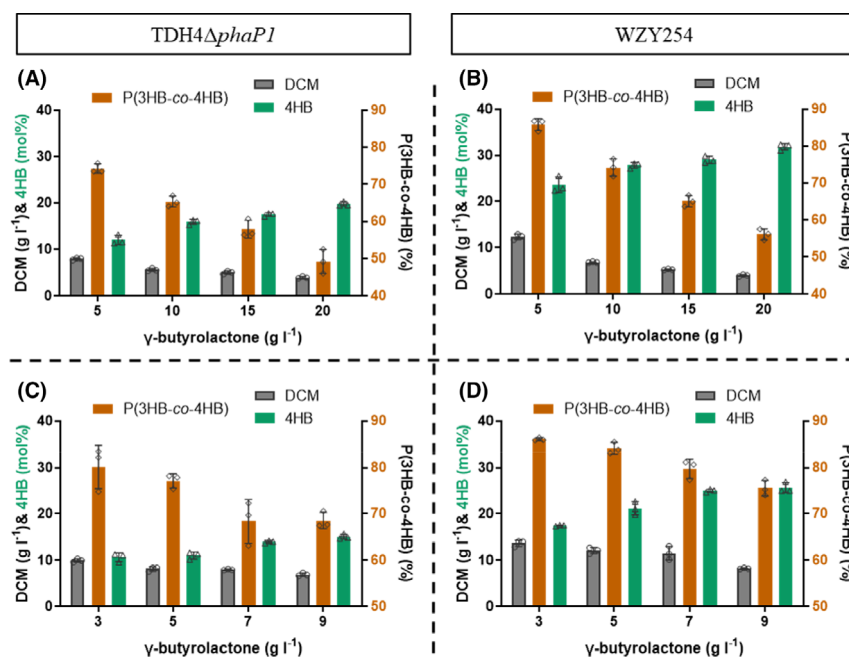 TDH4ΔphaP1
WZY254
(A)
P(3HB-co-4HB)
DCM
4HB
DCM (g l⁻¹)& 4HB (mol%)
40
30
20
10
0
90
80
70
60
50
40
P(3HB-co-4HB) (%)
5 10 15 20
γ-butyrolactone (g l⁻¹)
(B)
P(3HB-co-4HB)
DCM
4HB
DCM (g l⁻¹)& 4HB (mol%)
40
30
20
10
0
90
80
70
60
50
40
P(3HB-co-4HB) (%)
5 10 15 20
γ-butyrolactone (g l⁻¹)
(C)
P(3HB-co-4HB)
DCM
4HB
DCM (g l⁻¹)& 4HB (mol%)
40
30
20
10
0
90
80
70
60
50
P(3HB-co-4HB) (%)
3 5 7 9
γ-butyrolactone (g l⁻¹)
(D)
P(3HB-co-4HB)
DCM
4HB
DCM (g l⁻¹)& 4HB (mol%)
40
30
20
10
0
90
80
70
60
50
P(3HB-co-4HB) (%)
3 5 7 9
γ-butyrolactone (g l⁻¹)